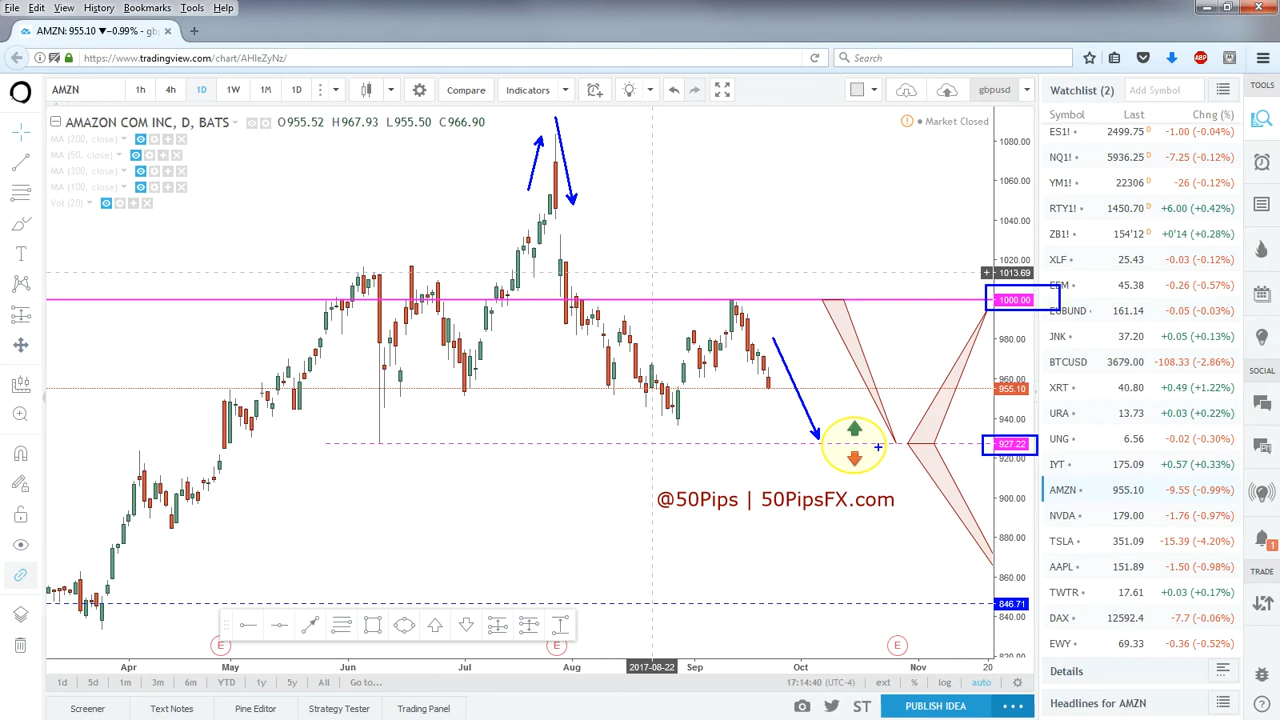 File Edit View History Bookmarks Tools Help
AMZN: 955.10 ▼−0.99% - gb
https://www.tradingview.com/chart/AHIeZyNz/
Search
AMZN 1h 4h 1D 1W 1M 1D Indicators Compare gbpusd
AMAZON COM INC, D, BATS O955.52 H967.93 L955.50 C966.90
Market Closed
MA (200, close)
MA (50, close)
MA (300, close)
MA (100, close)
Vol (20)
1080.00
1060.00
1040.00
1020.00
1013.69
1000.00
980.00
960.00
955.10
940.00
927.22
920.00
900.00
880.00
860.00
846.71
840.00
820.00
@50Pips | 50PipsFX.com
E E E
Apr May Jun Jul Aug 2017-08-22 Sep Oct Nov 20
1d 5d 1m 3m 6m YTD 1y 5y All Go to... 17:14:40 (UTC-4) ext % log auto
Screener Text Notes Pine Editor Strategy Tester Trading Panel ST PUBLISH IDEA
Watchlist (2) Add Symbol
Symbol Last Chng (%)
ES1! 2499.75 D -1.00 (-0.04%)
NQ1! 5936.25 D -7.25 (-0.12%)
YM1! 22306 D -26 (-0.12%)
RTY1! 1450.70 D +6.00 (+0.42%)
ZB1! 154'12 D +0'14 (+0.28%)
XLF 25.43 -0.03 (-0.12%)
EEM 45.38 -0.26 (-0.57%)
EUBUND 161.14 -0.05 (-0.03%)
JNK 37.20 +0.05 (+0.13%)
BTCUSD 3679.00 -108.33 (-2.86%)
XRT 40.80 +0.49 (+1.22%)
URA 13.73 +0.03 (+0.22%)
UNG 6.56 -0.02 (-0.30%)
IYT 175.09 +0.57 (+0.33%)
AMZN 955.10 -9.55 (-0.99%)
NVDA 179.00 -1.76 (-0.97%)
TSLA 351.09 -15.39 (-4.20%)
AAPL 151.89 -1.50 (-0.98%)
TWTR 17.61 +0.03 (+0.17%)
DAX 12592.4 -7.7 (-0.06%)
EWY 69.33 -0.36 (-0.52%)
Details
Headlines for AMZN
TOOLS
SOCIAL
1
TRADE
ABP